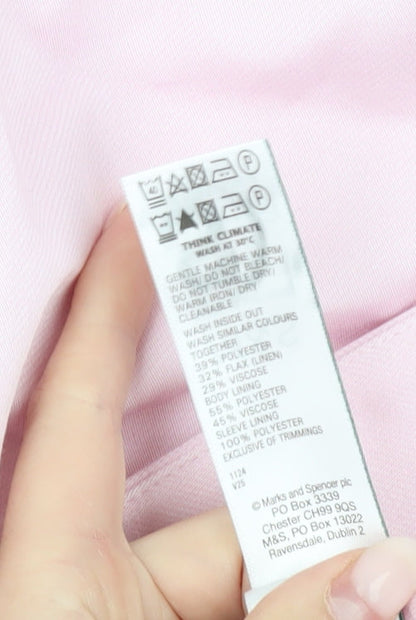 40 P
P
THINK CLIMATE
WASH AT 30°C
GENTLE MACHINE WARM
WASH/ DO NOT BLEACH/
DO NOT TUMBLE DRY/
WARM IRON/ DRY
CLEANABLE
WASH INSIDE OUT
WASH SIMILAR COLOURS
TOGETHER
39% POLYESTER
32% FLAX (LINEN)
29% VISCOSE
BODY LINING
55% POLYESTER
45% VISCOSE
SLEEVE LINING
100% POLYESTER
EXCLUSIVE OF TRIMMINGS
1124
V25
© Marks and Spencer plc
PO Box 3339
Chester CH99 9QS
M&S, PO Box 13022
Ravensdale, Dublin 2